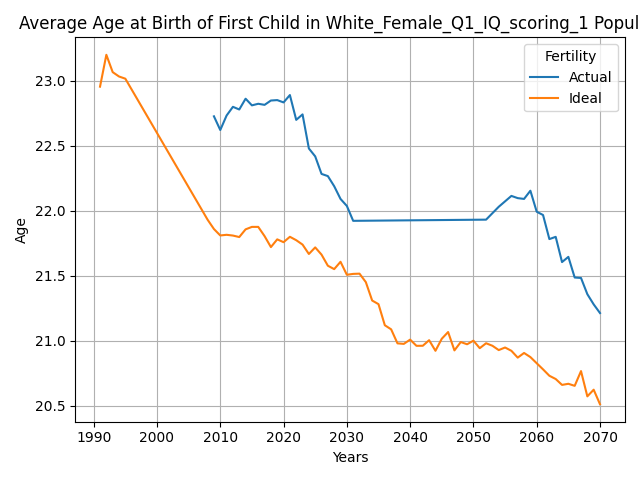 Average Age at Birth of First Child in White_Female_Q1_IQ_scoring_1 Popul
Fertility
Actual
Ideal
Age
23.0
22.5
22.0
21.5
21.0
20.5
1990 2000 2010 2020 2030 2040 2050 2060 2070
Years